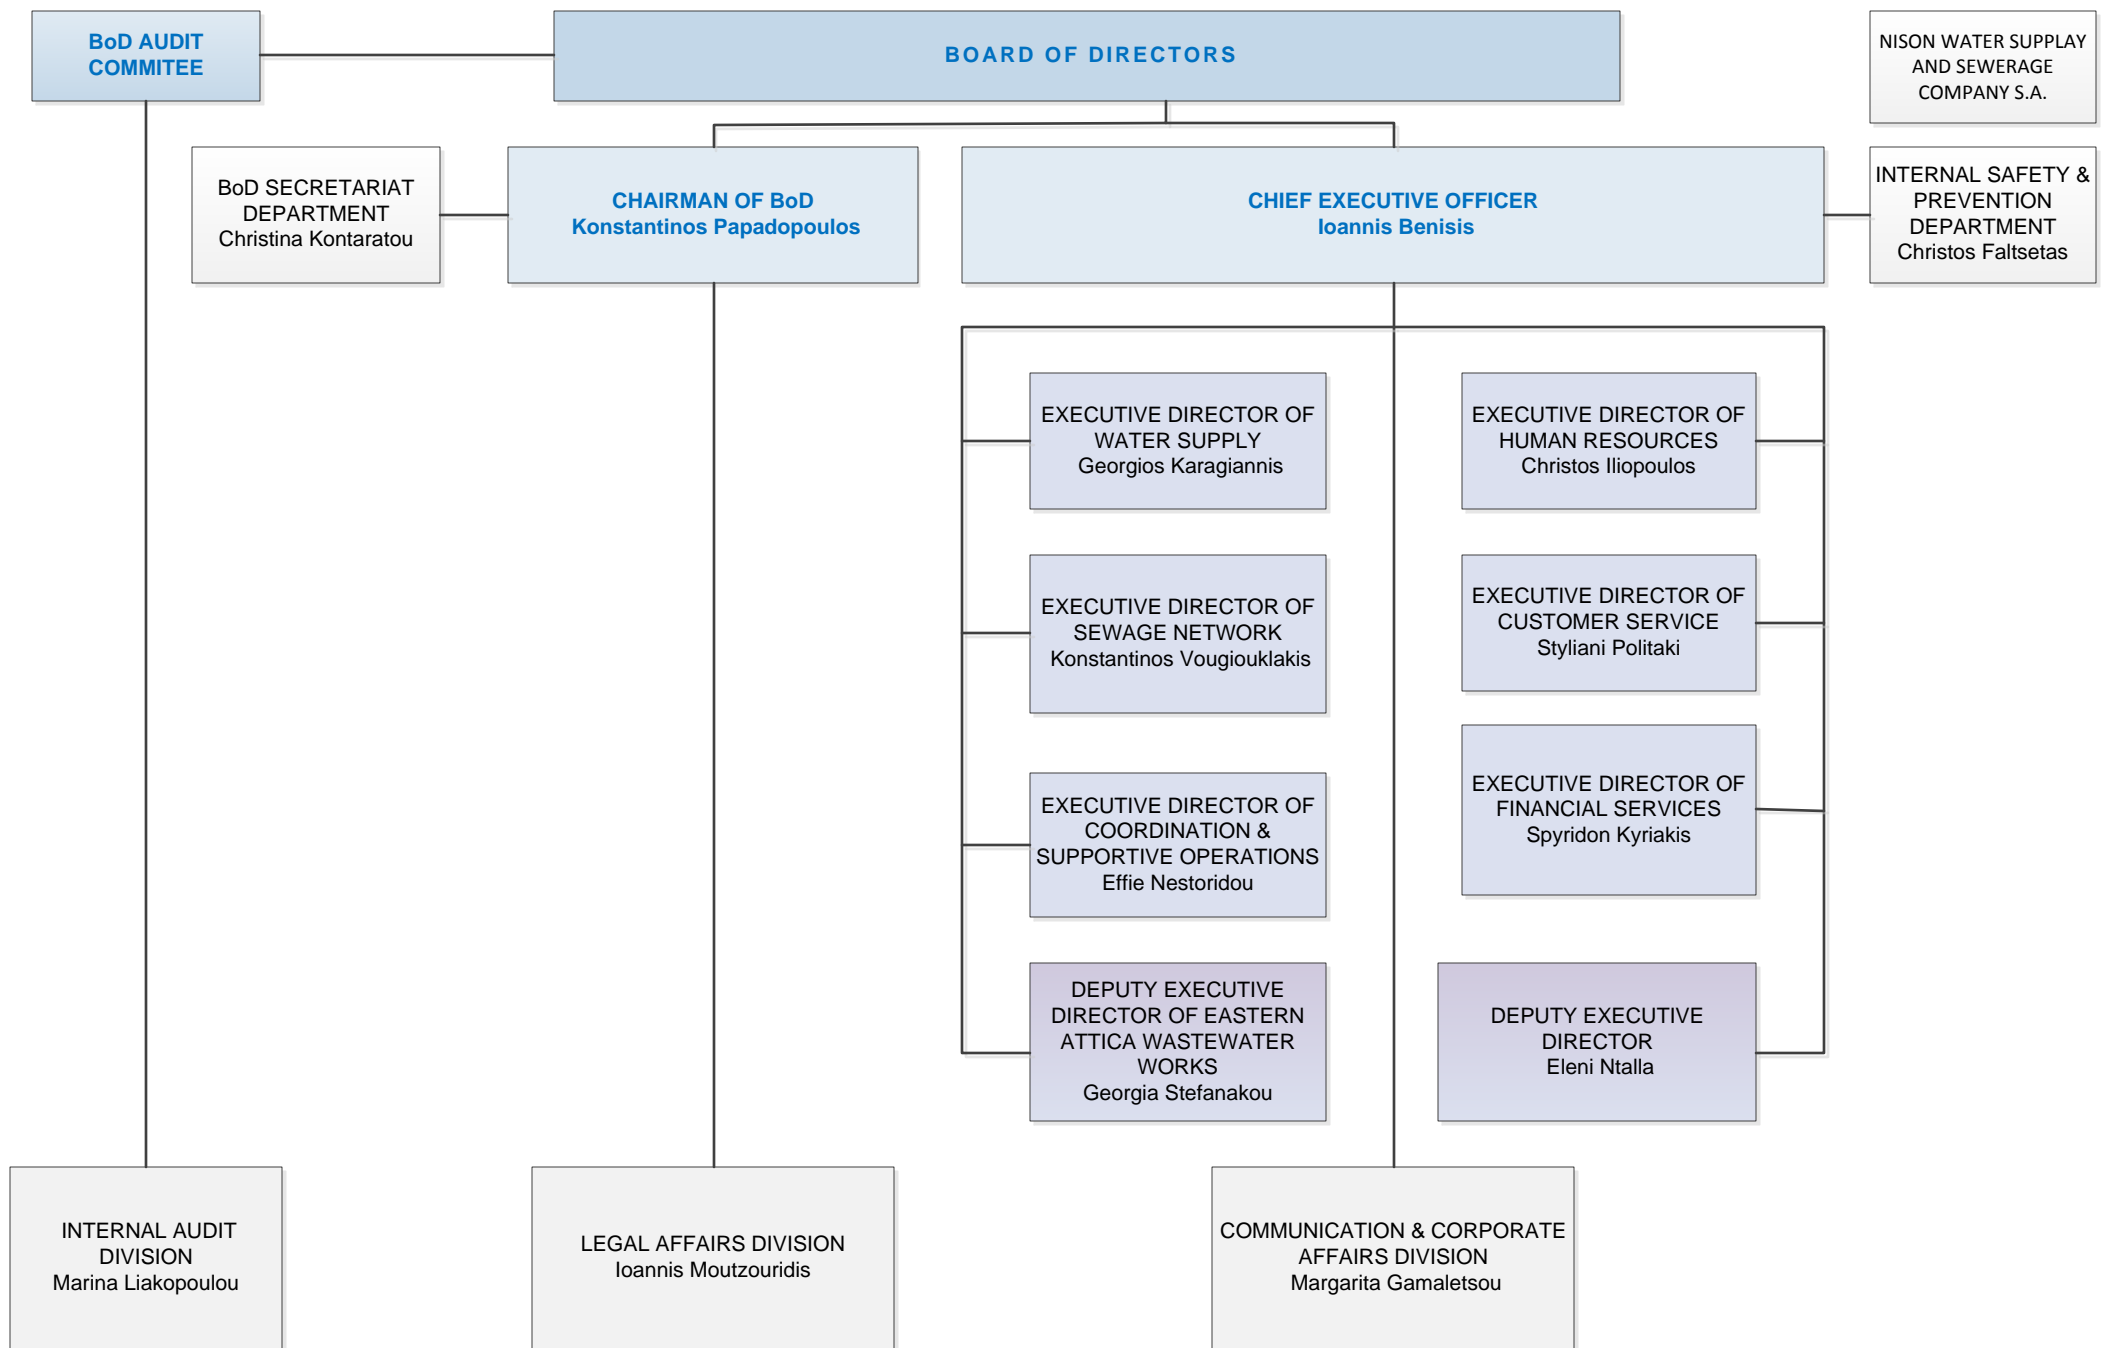 BoD AUDIT
COMMITEE
BOARD OF DIRECTORS
NISON WATER SUPPLAY
AND SEWERAGE
COMPANY S.A.
BoD SECRETARIAT
DEPARTMENT
Christina Kontaratou
CHAIRMAN OF BoD
Konstantinos Papadopoulos
CHIEF EXECUTIVE OFFICER
Ioannis Benisis
INTERNAL SAFETY &
PREVENTION
DEPARTMENT
Christos Faltsetas
EXECUTIVE DIRECTOR OF
WATER SUPPLY
Georgios Karagiannis
EXECUTIVE DIRECTOR OF
HUMAN RESOURCES
Christos Iliopoulos
EXECUTIVE DIRECTOR OF
SEWAGE NETWORK
Konstantinos Vougiouklakis
EXECUTIVE DIRECTOR OF
CUSTOMER SERVICE
Styliani Politaki
EXECUTIVE DIRECTOR OF
COORDINATION &
SUPPORTIVE OPERATIONS
Effie Nestoridou
EXECUTIVE DIRECTOR OF
FINANCIAL SERVICES
Spyridon Kyriakis
DEPUTY EXECUTIVE
DIRECTOR OF EASTERN
ATTICA WASTEWATER
WORKS
Georgia Stefanakou
DEPUTY EXECUTIVE
DIRECTOR
Eleni Ntalla
INTERNAL AUDIT
DIVISION
Marina Liakopoulou
LEGAL AFFAIRS DIVISION
Ioannis Moutzouridis
COMMUNICATION & CORPORATE
AFFAIRS DIVISION
Margarita Gamaletsou